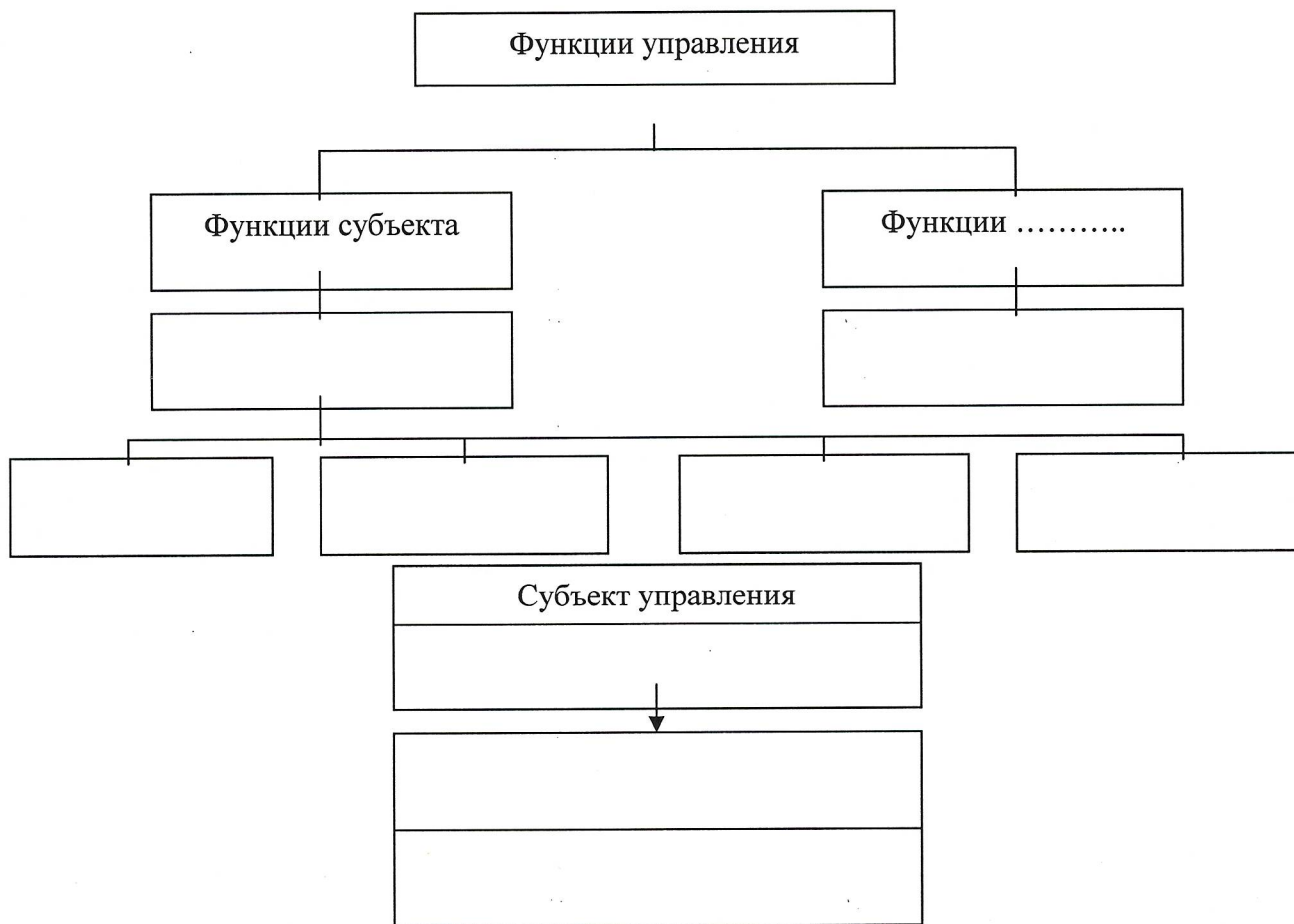 Функции управления
Функции субъекта
Функции ………..
Субъект управления